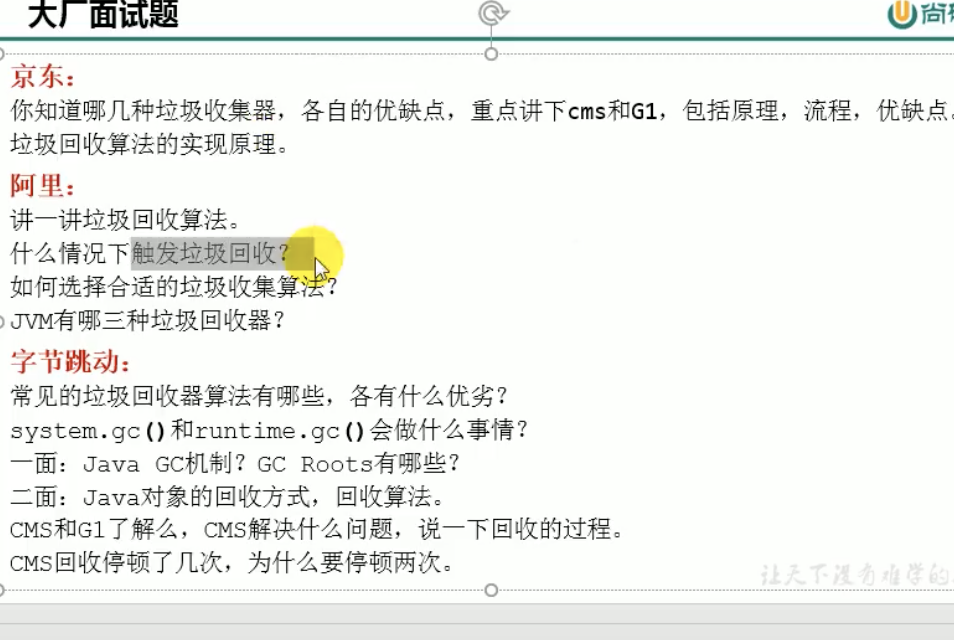 大厂面试题
尚硅
京东：
你知道哪几种垃圾收集器，各自的优缺点，重点讲下cms和G1，包括原理，流程，优缺点。
垃圾回收算法的实现原理。
阿里：
讲一讲垃圾回收算法。
什么情况下触发垃圾回收？
如何选择合适的垃圾收集算法？
JVM有哪三种垃圾回收器？
字节跳动：
常见的垃圾回收器算法有哪些，各有什么优劣？
system.gc()和runtime.gc()会做什么事情？
一面：Java GC机制？GC Roots有哪些？
二面：Java对象的回收方式，回收算法。
CMS和G1了解么，CMS解决什么问题，说一下回收的过程。
CMS回收停顿了几次，为什么要停顿两次。
让天下没有难学的